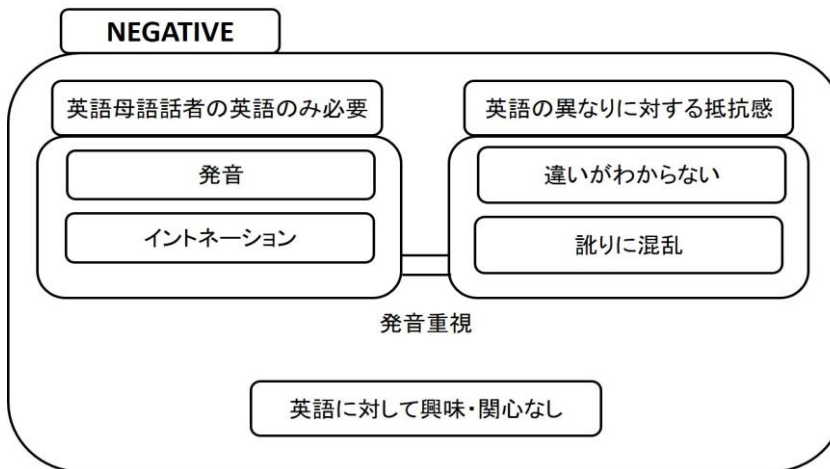 NEGATIVE
英語母語話者の英語のみ必要
発音
イントネーション
英語の異なりに対する抵抗感
違いがわからない
訛りに混乱
発音重視
英語に対して興味・関心なし